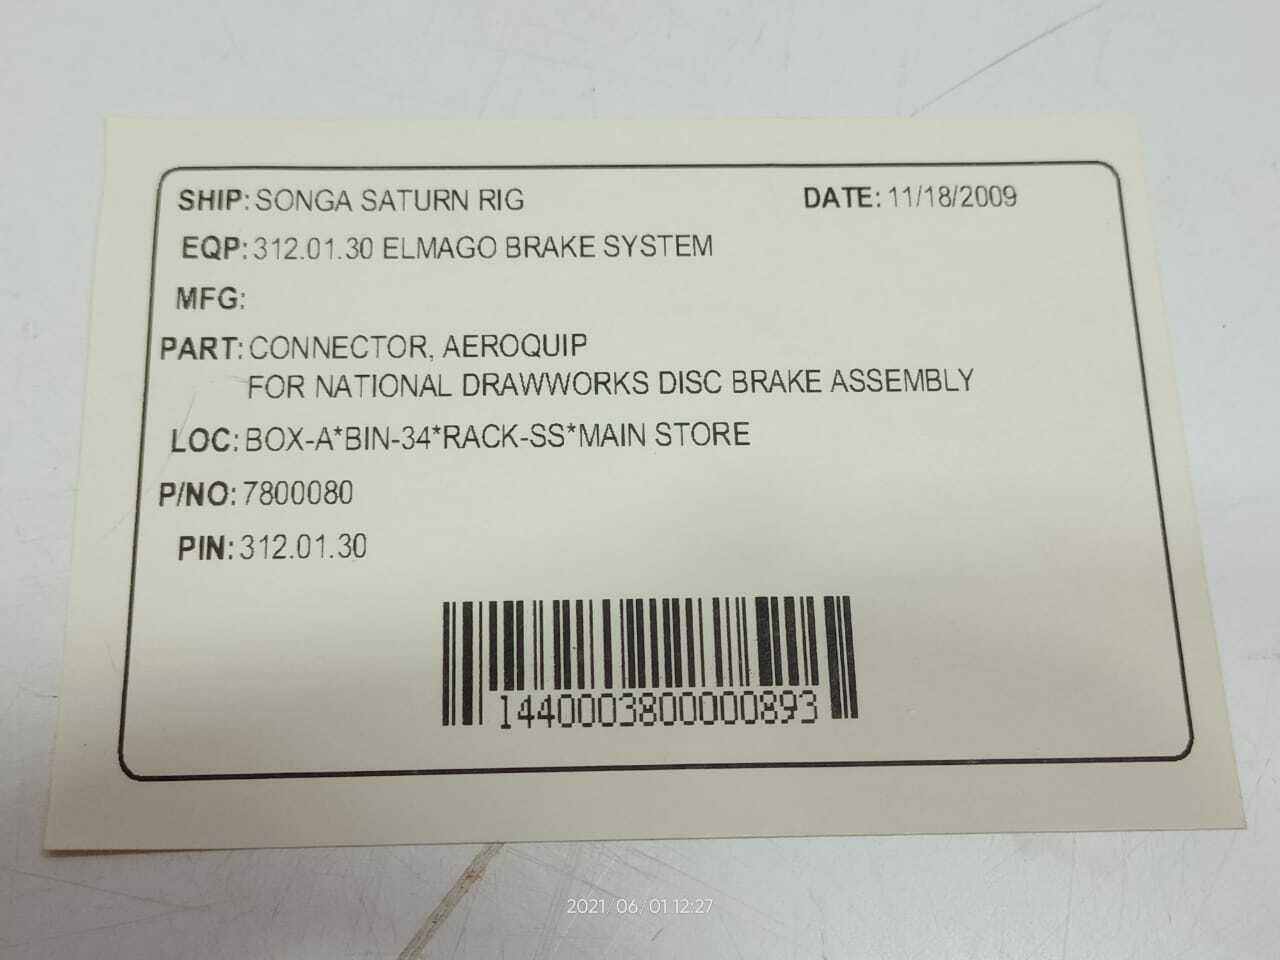 SHIP: SONGA SATURN RIG DATE: 11/18/2009
EQP: 312.01.30 ELMAGO BRAKE SYSTEM
MFG:
PART: CONNECTOR, AEROQUIP
FOR NATIONAL DRAWWORKS DISC BRAKE ASSEMBLY
LOC: BOX-A*BIN-34*RACK-SS*MAIN STORE
P/NO: 7800080
PIN: 312.01.30
1440003800000893
2021/06/01 12:27